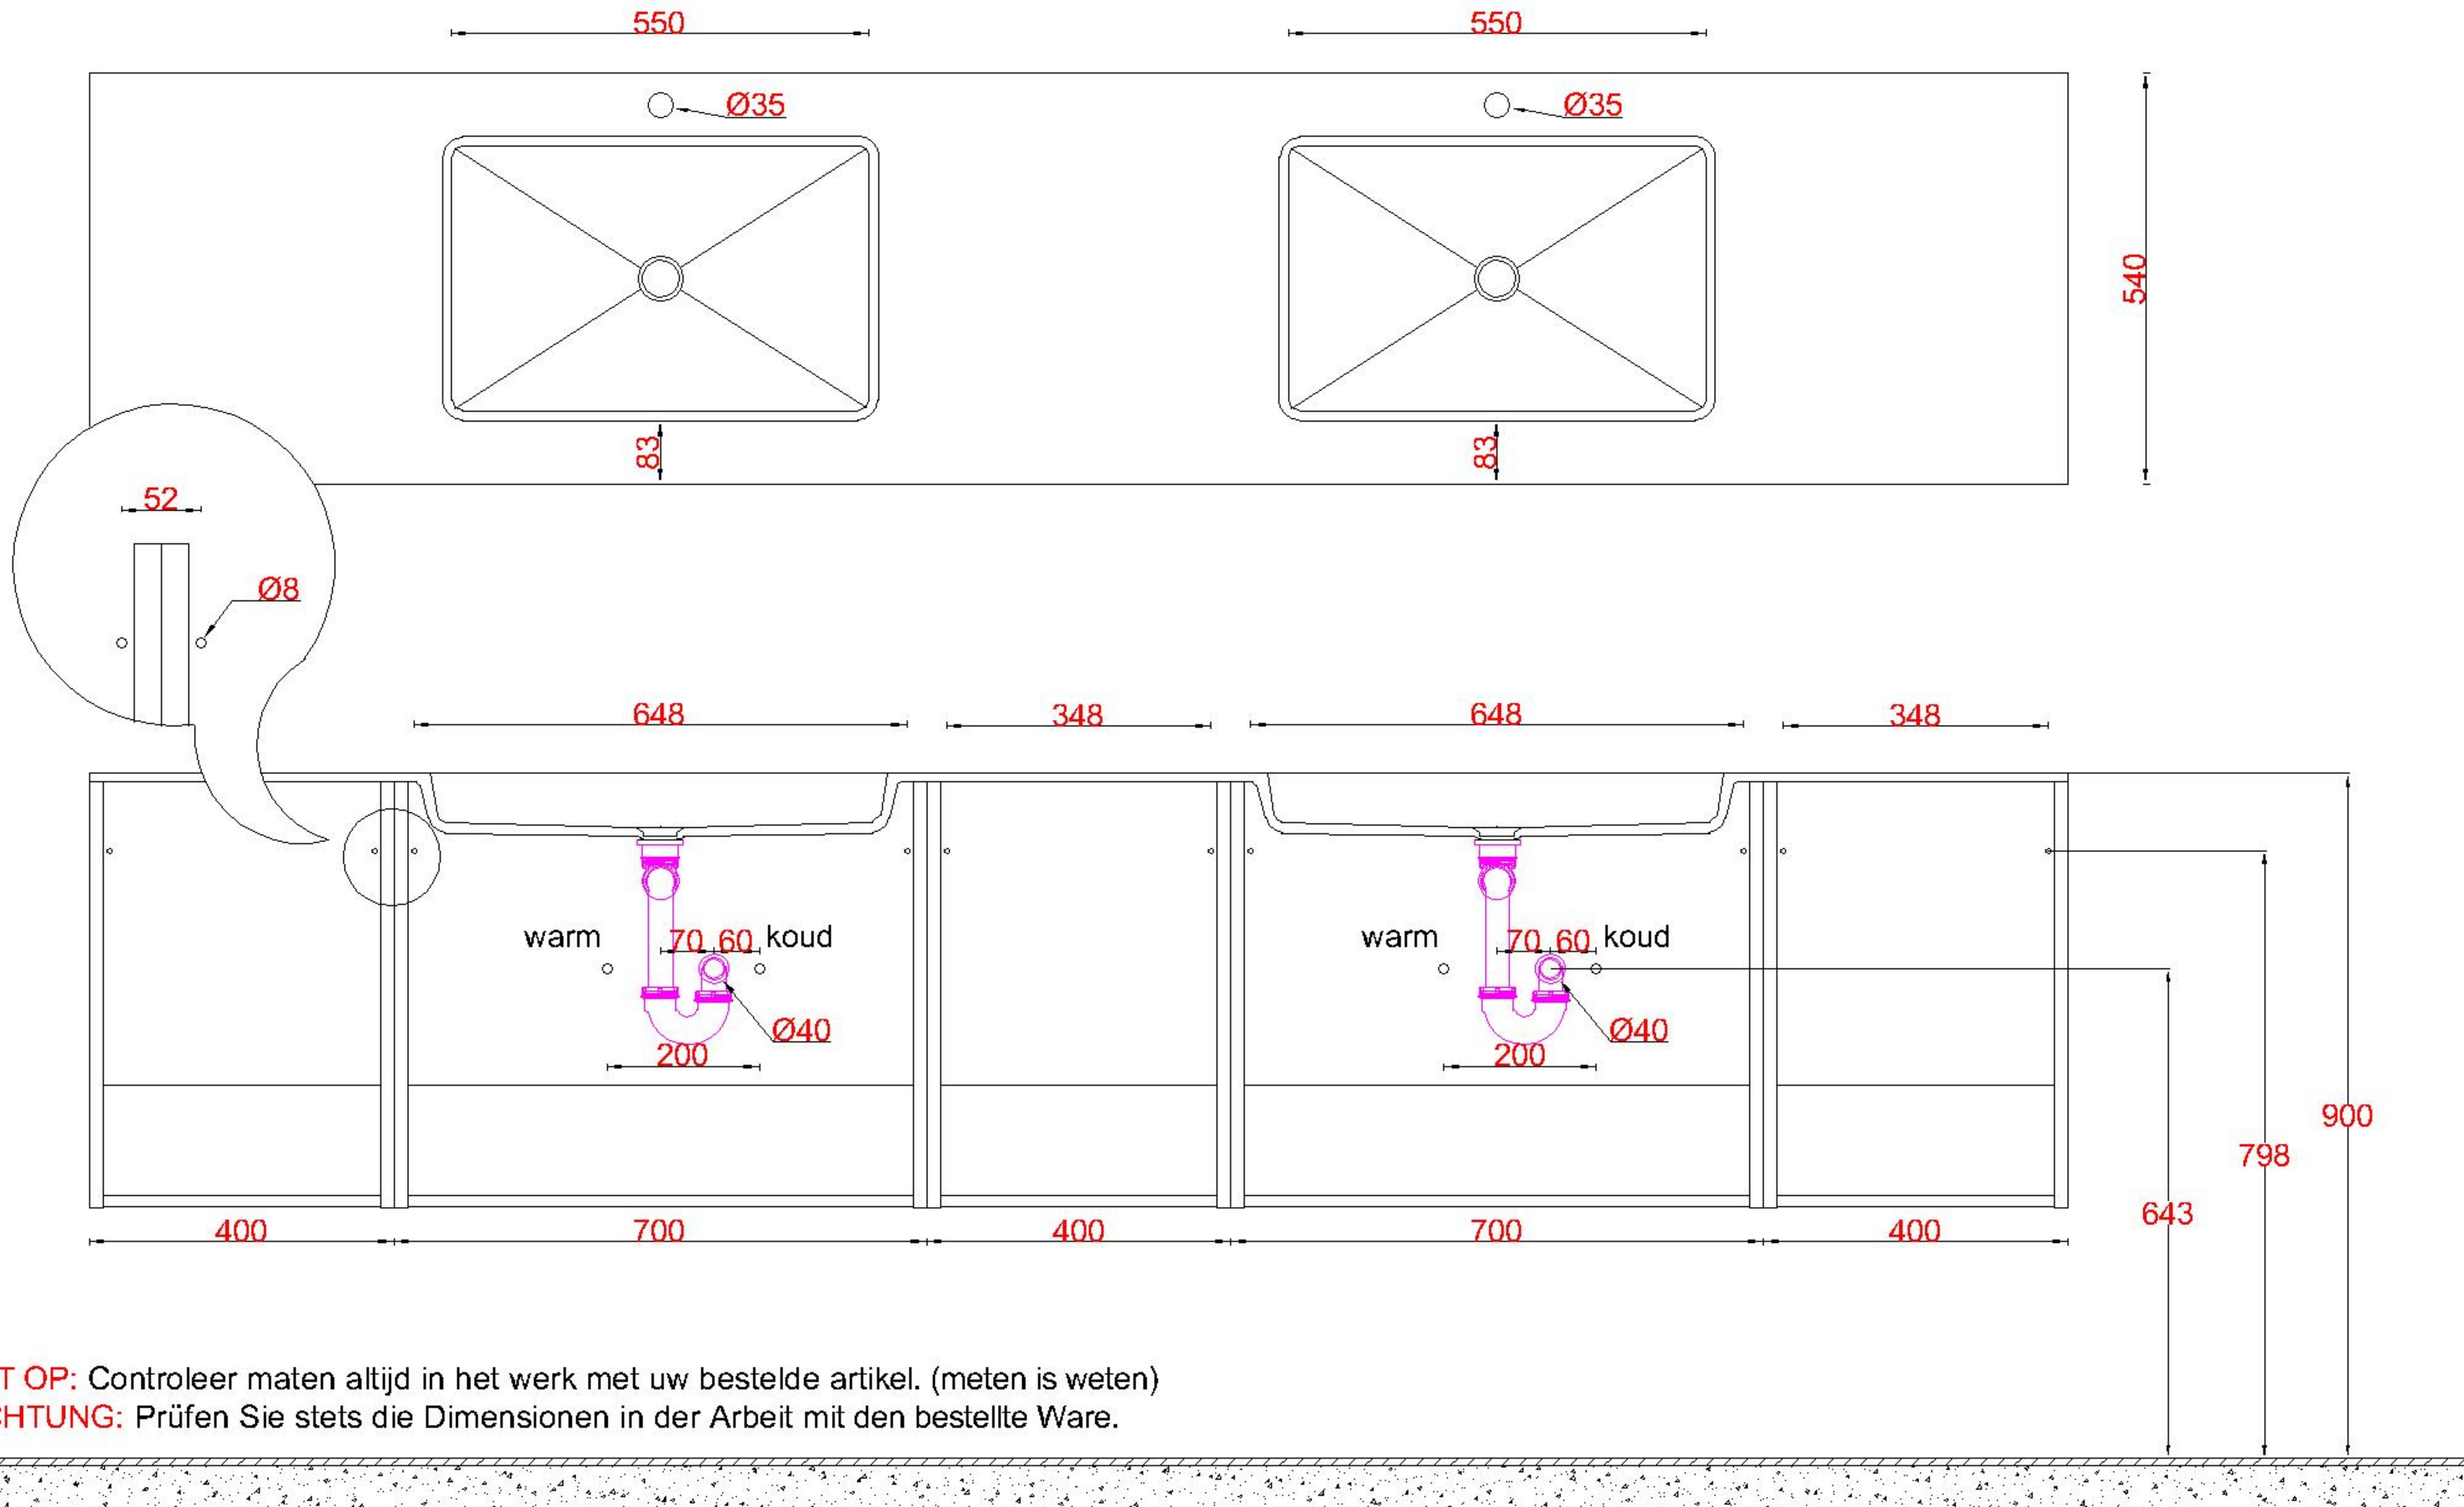 550 550
Ø35 Ø35
540
83 83
52
Ø8
648 348 648 348
warm 70 60 koud warm 70 60 koud
Ø40 Ø40
200 200
900
798
643
400 700 400 700 400
T OP: Controleer maten altijd in het werk met uw bestelde artikel. (meten is weten)
CHTUNG: Prüfen Sie stets die Dimensionen in der Arbeit mit den bestellte Ware.